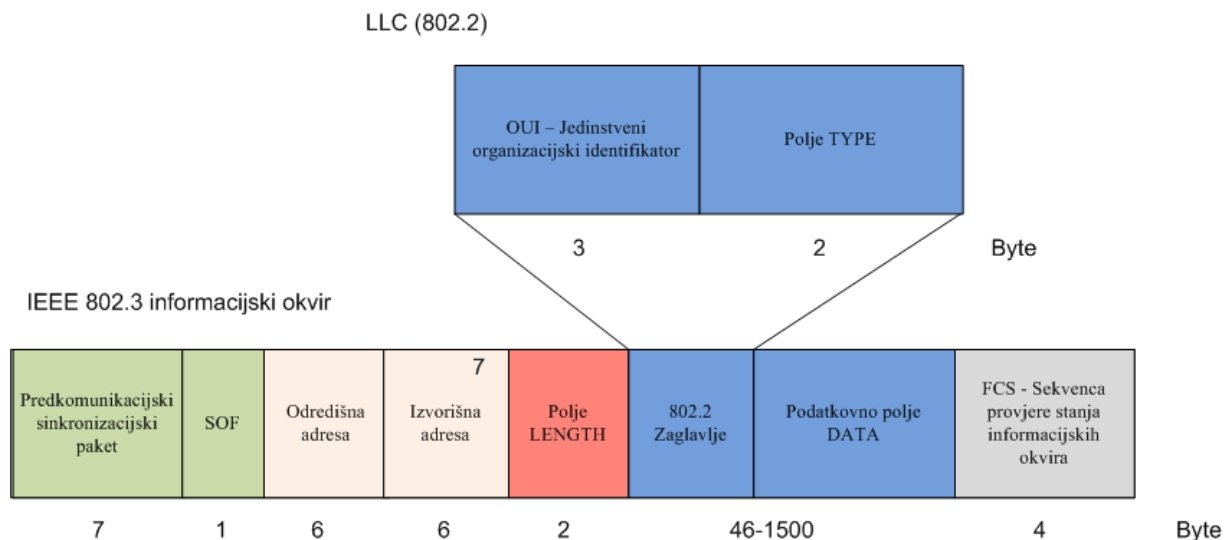 LLC (802.2)
OUI – Jedinstveni
organizacijski identifikator
Polje TYPE
3
2
Byte
IEEE 802.3 informacijski okvir
Predkomunikacijski
sinkronizacijski
paket
SOF
Odredišna
adresa
7
Izvorišna
adresa
Polje
LENGTH
802.2
Zaglavlje
Podatkovno polje
DATA
FCS - Sekvenca
provjere stanja
informacijskih
okvira
7
1
6
6
2
46-1500
4
Byte